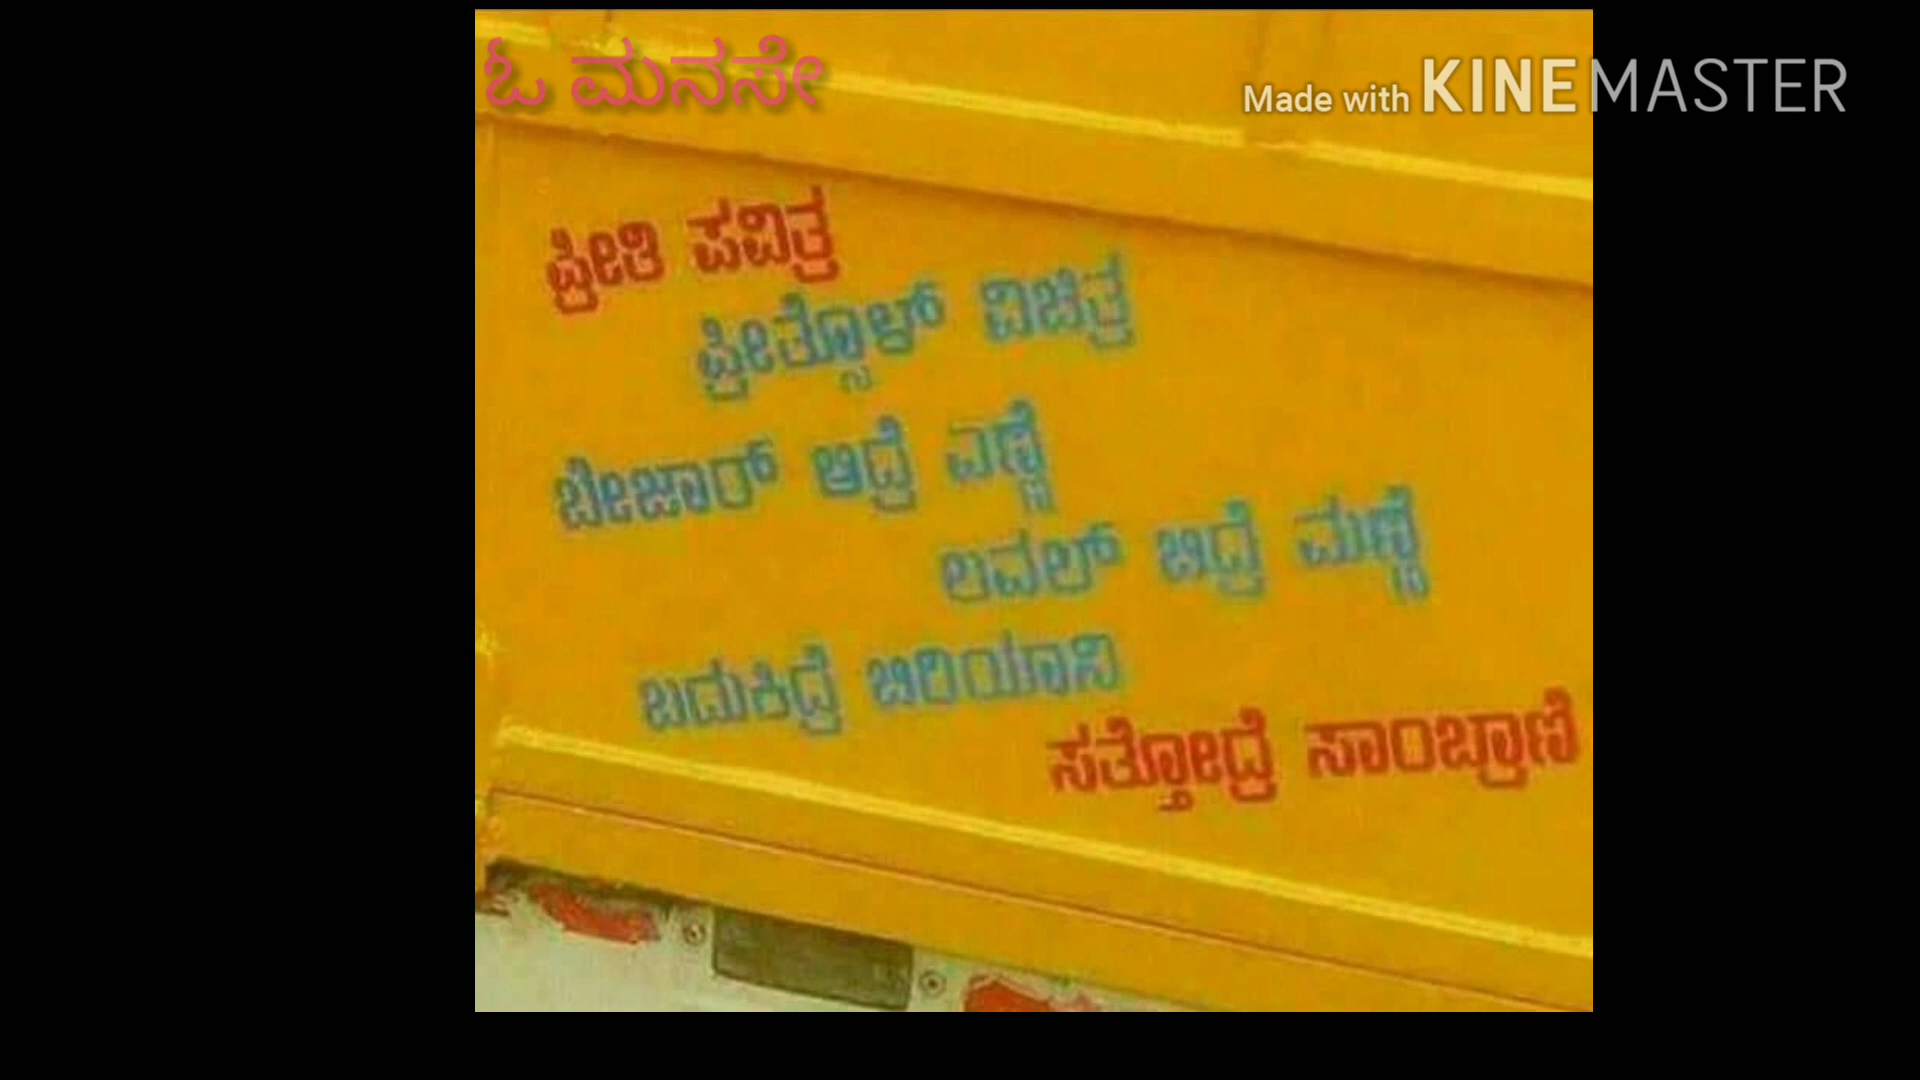 ಓ ಮನಸೇ
Made with KINEMASTER
ಪ್ರೀತಿ ಪವಿತ್ರ
ಪ್ರೀತ್ಸೊಳ್ ವಿಚಿತ್ರ
ಬೇಜಾರ್ ಆದ್ರೆ ಎಣ್ಣೆ
ಲವಲ್ ಬಿದ್ರೆ ಮಣ್ಣೆ
ಬದುಕಿದ್ರೆ ಬಿರಿಯಾನಿ
ಸತ್ತೋದ್ರೆ ಸಾಂಬ್ರಾಣಿ